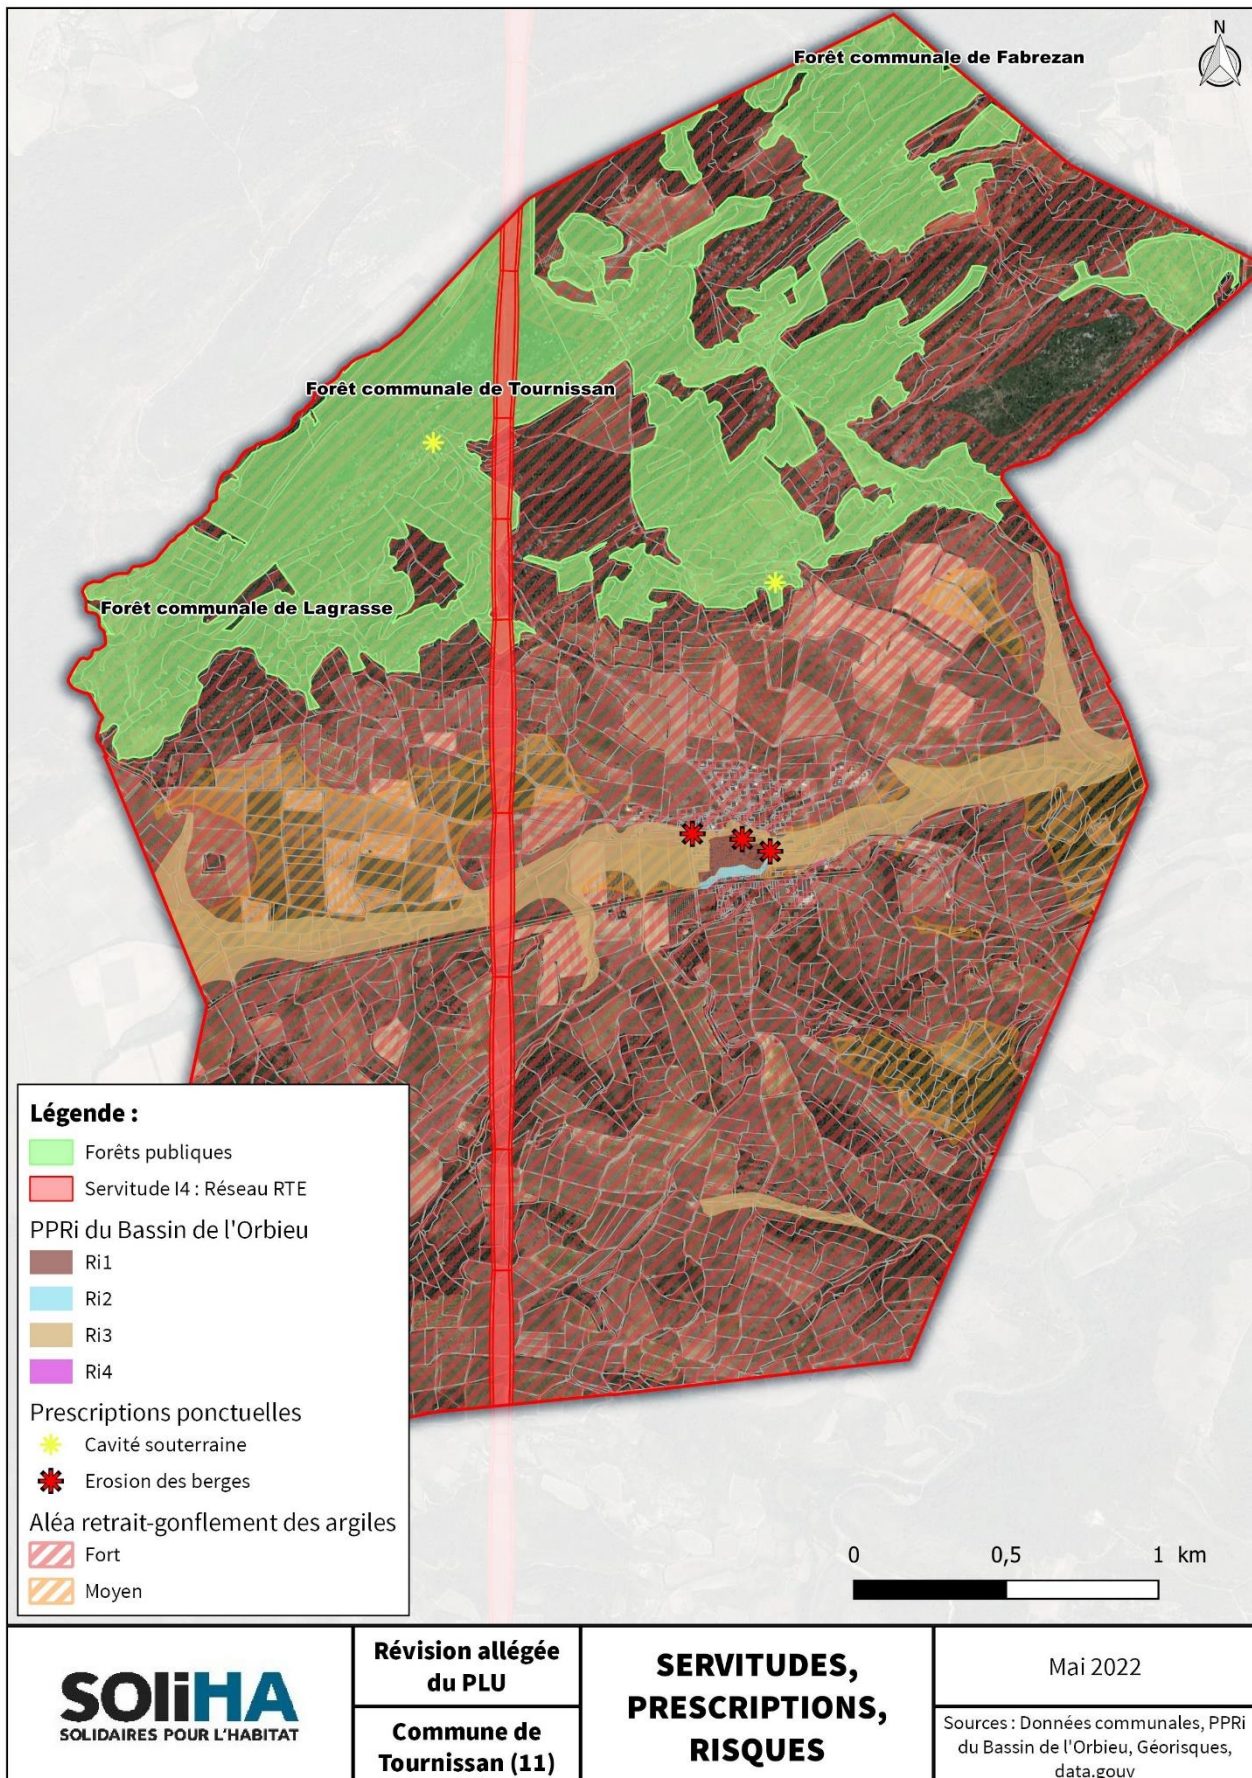 N
Forêt communale de Fabrezan
Forêt communale de Tournissan
Forêt communale de Lagrasse
Légende :
Forêts publiques
Servitude I4 : Réseau RTE
PPRi du Bassin de l'Orbieu
Ri1
Ri2
Ri3
Ri4
Prescriptions ponctuelles
Cavité souterraine
Erosion des berges
Aléa retrait-gonflement des argiles
Fort
Moyen
0 0,5 1 km
SOliHA
SOLIDAIRES POUR L'HABITAT
Révision allégée
du PLU
Commune de
Tournissan (11)
SERVITUDES,
PRESCRIPTIONS,
RISQUES
Mai 2022
Sources : Données communales, PPRi
du Bassin de l'Orbieu, Géorisques,
data.gouv